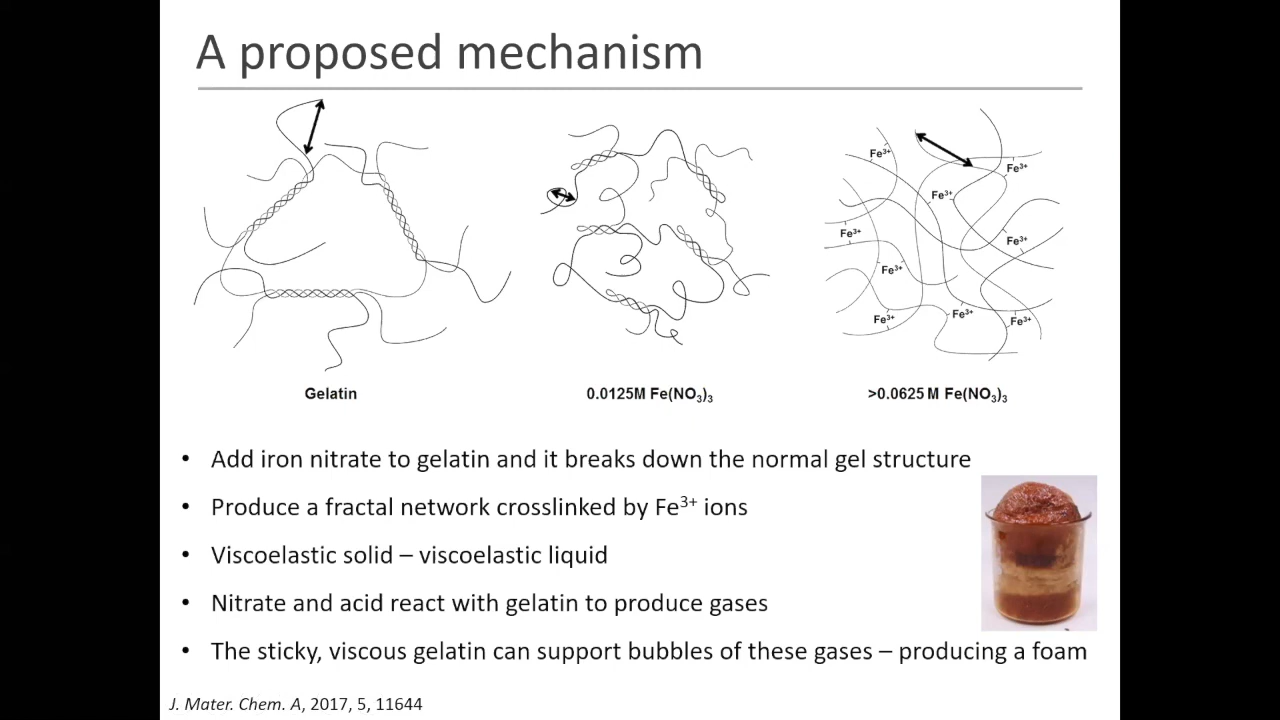 A proposed mechanism
Fe³⁺
Fe³⁺
Fe³⁺
Fe³⁺
Fe³⁺
Fe³⁺
Fe³⁺
Fe³⁺
Fe³⁺
Gelatin
0.0125M Fe(NO₃)₃
>0.0625 M Fe(NO₃)₃
• Add iron nitrate to gelatin and it breaks down the normal gel structure
• Produce a fractal network crosslinked by Fe³⁺ ions
• Viscoelastic solid – viscoelastic liquid
• Nitrate and acid react with gelatin to produce gases
• The sticky, viscous gelatin can support bubbles of these gases – producing a foam
J. Mater. Chem. A, 2017, 5, 11644